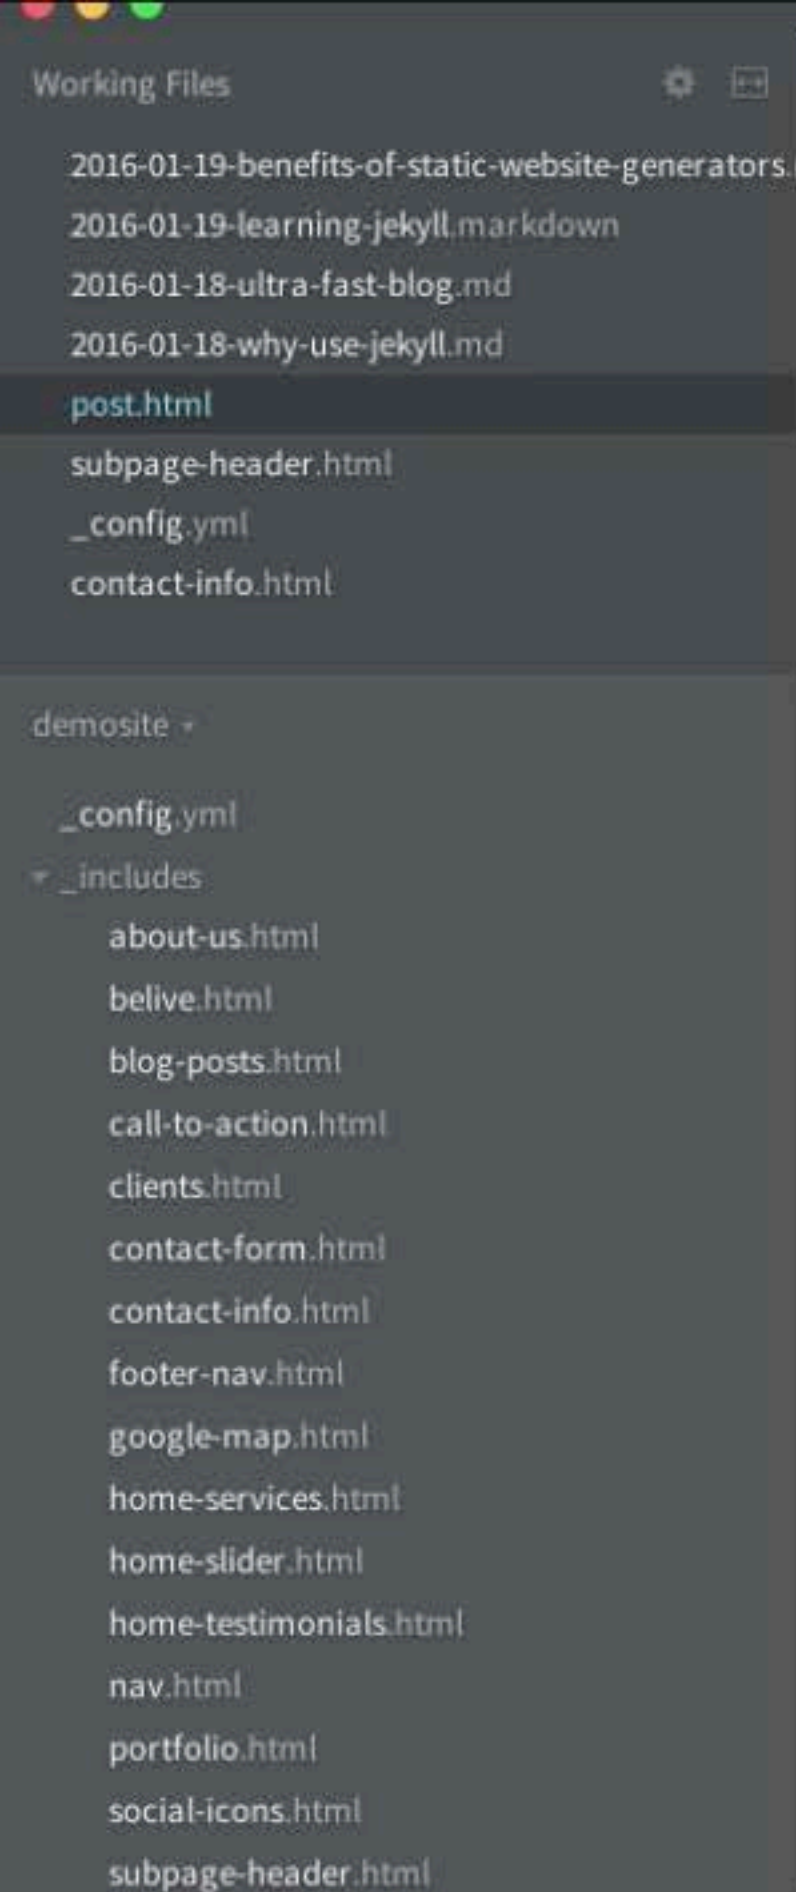 Working Files
2016-01-19-benefits-of-static-website-generators.
2016-01-19-learning-jekyll.markdown
2016-01-18-ultra-fast-blog.md
2016-01-18-why-use-jekyll.md
post.html
subpage-header.html
_config.yml
contact-info.html
demosite
_config.yml
_includes
about-us.html
belive.html
blog-posts.html
call-to-action.html
clients.html
contact-form.html
contact-info.html
footer-nav.html
google-map.html
home-services.html
home-slider.html
home-testimonials.html
nav.html
portfolio.html
social-icons.html
subpage-header.html